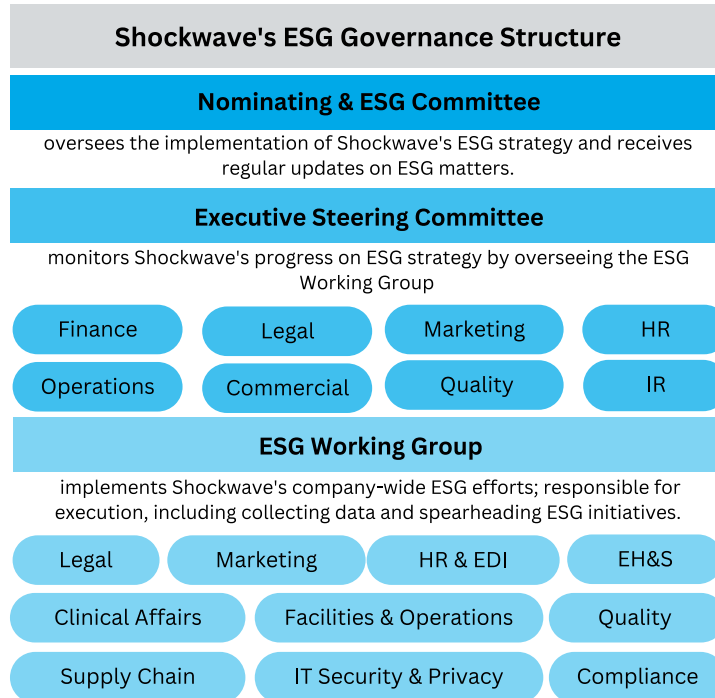 Shockwave's ESG Governance Structure
Nominating & ESG Committee
oversees the implementation of Shockwave's ESG strategy and receives
regular updates on ESG matters.
Executive Steering Committee
monitors Shockwave's progress on ESG strategy by overseeing the ESG
Working Group
Finance Legal Marketing HR
Operations Commercial Quality IR
ESG Working Group
implements Shockwave's company-wide ESG efforts; responsible for
execution, including collecting data and spearheading ESG initiatives.
Legal Marketing HR & EDI EH&S
Clinical Affairs Facilities & Operations Quality
Supply Chain IT Security & Privacy Compliance